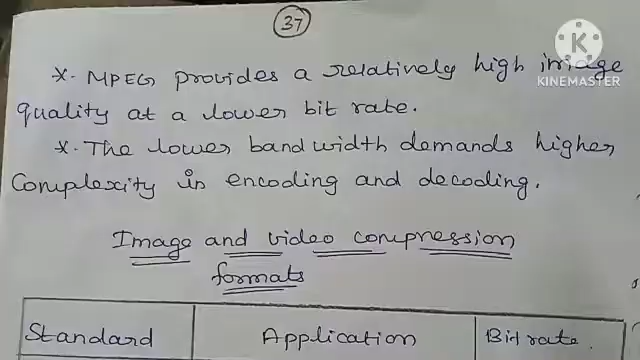 37
* MPEG provides a relatively high image
quality at a lower bit rate.
* The lower bandwidth demands higher
Complexity in encoding and decoding.
Image and video compression
formats
Standard Application Bit rate.
K
KINEMASTER